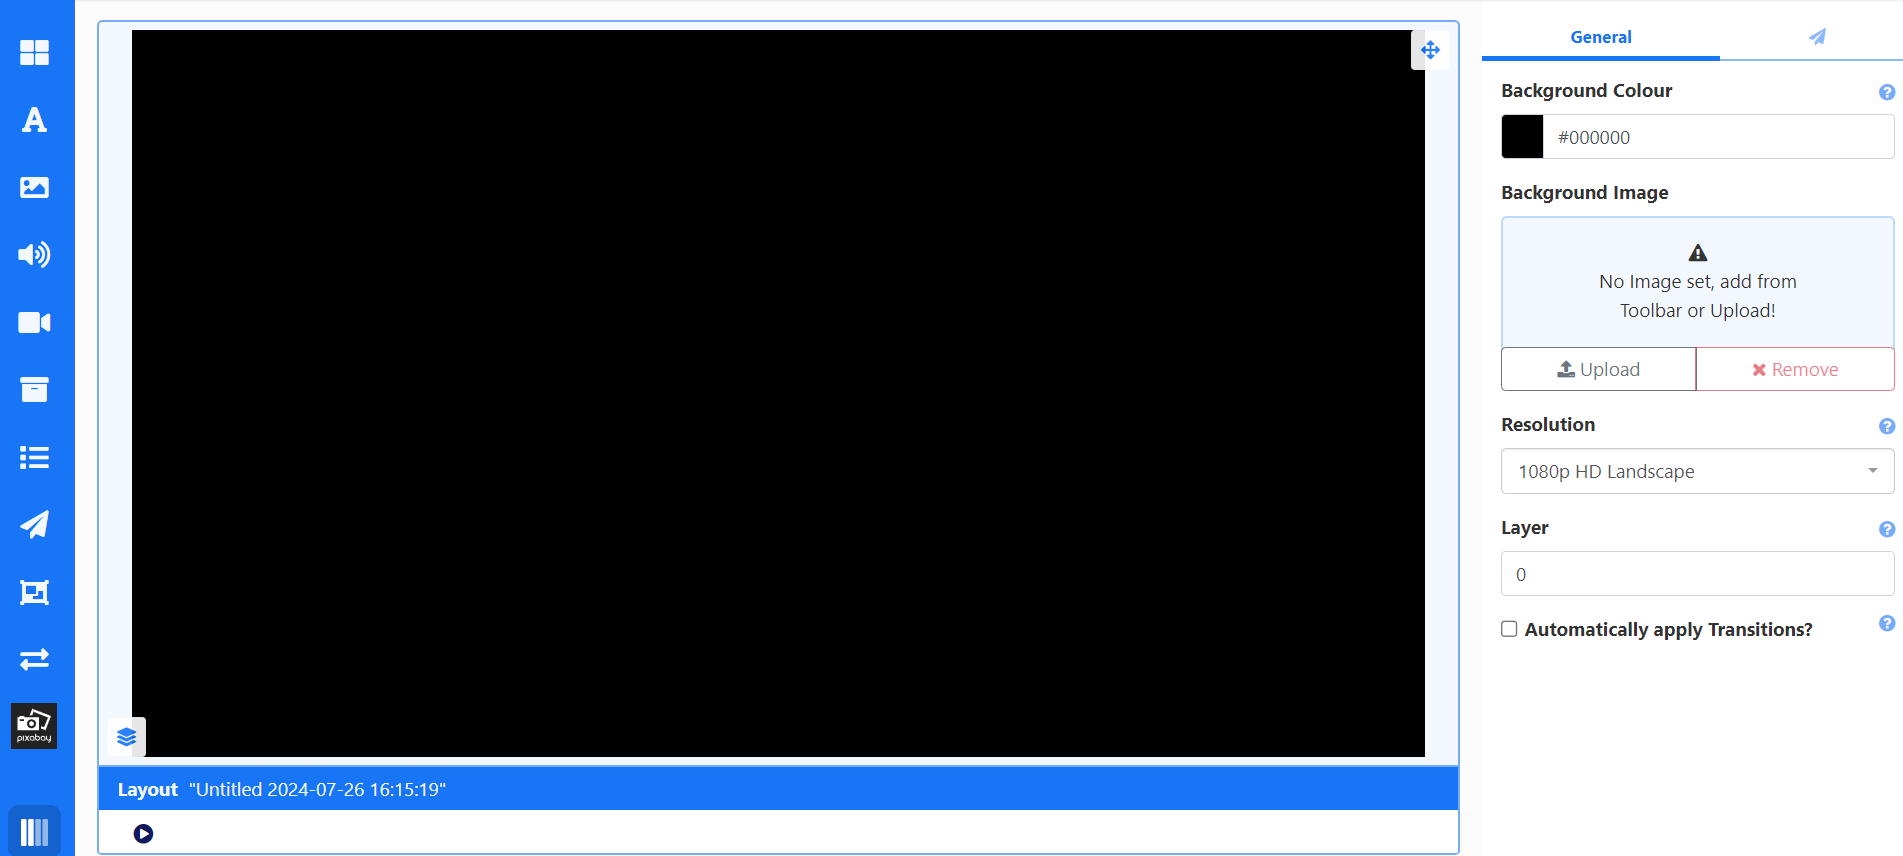 General
Background Colour
#000000
Background Image
No Image set, add from
Toolbar or Upload!
Upload
Remove
Resolution
1080p HD Landscape
Layer
0
Automatically apply Transitions?
pixabay
Layout "Untitled 2024-07-26 16:15:19"